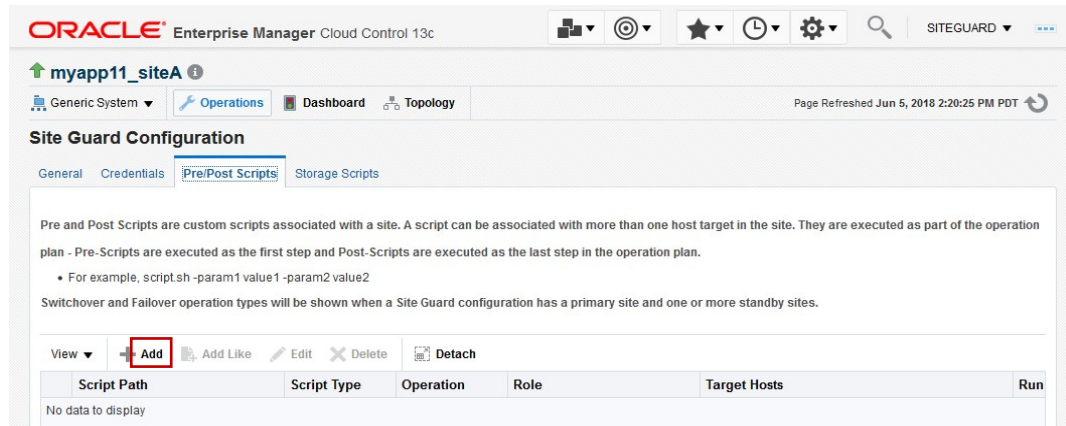 ORACLE Enterprise Manager Cloud Control 13c SITEGUARD
myapp11_siteA
Generic System Operations Dashboard Topology Page Refreshed Jun 5, 2018 2:20:25 PM PDT
Site Guard Configuration
General Credentials Pre/Post Scripts Storage Scripts
Pre and Post Scripts are custom scripts associated with a site. A script can be associated with more than one host target in the site. They are executed as part of the operation
plan - Pre-Scripts are executed as the first step and Post-Scripts are executed as the last step in the operation plan.
• For example, script.sh -param1 value1 -param2 value2
Switchover and Failover operation types will be shown when a Site Guard configuration has a primary site and one or more standby sites.
View Add Add Like Edit Delete Detach
Script Path Script Type Operation Role Target Hosts Run
No data to display